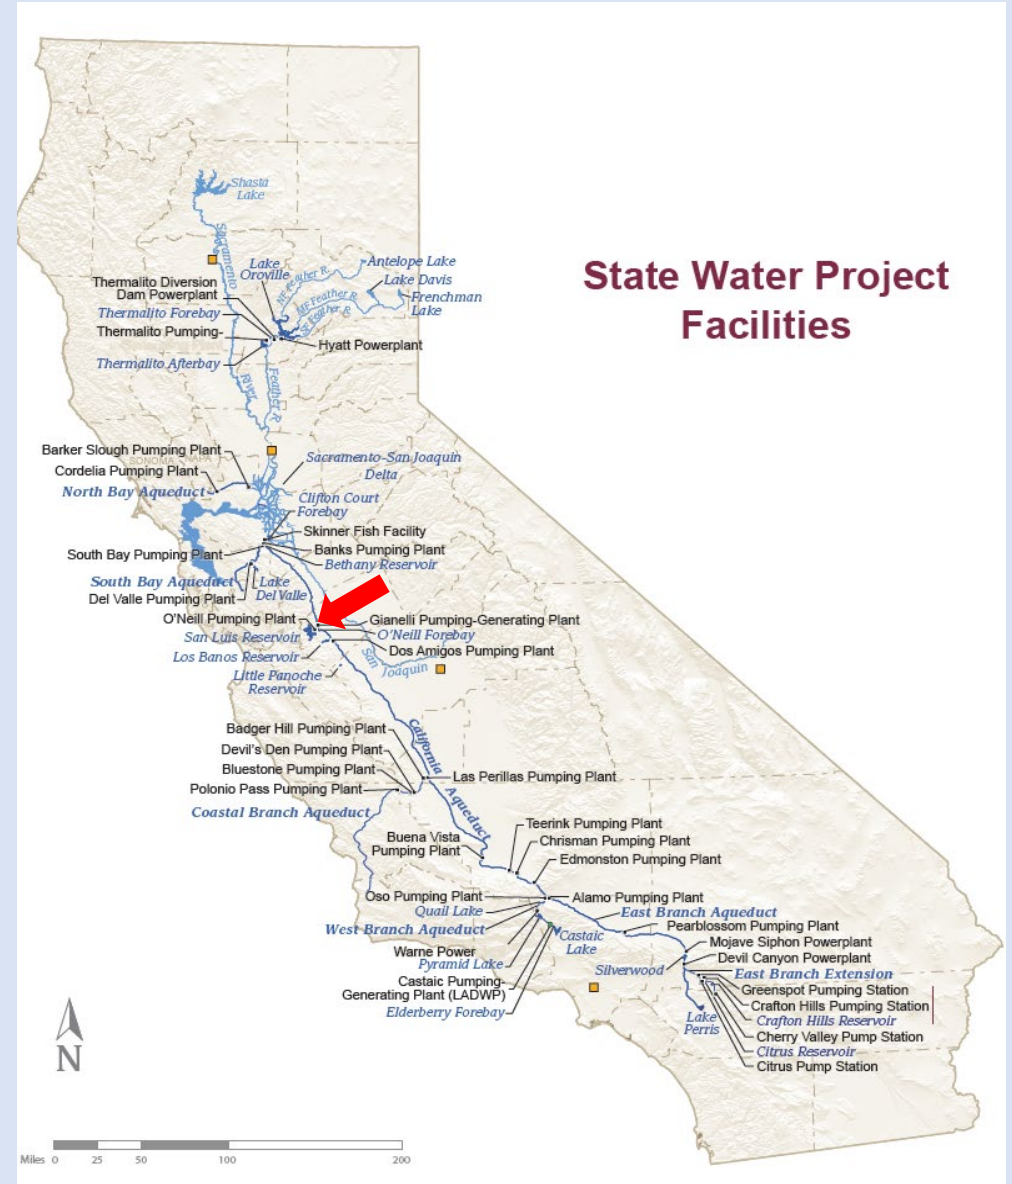 State Water Project
Facilities
Shasta
Lake
Sacramento
River
Lake
Oroville
NF Feather R.
MF Feather R.
SF Feather R.
Antelope Lake
Lake Davis
Frenchman
Lake
Thermalito Diversion
Dam Powerplant
Thermalito Forebay
Thermalito Pumping-
Hyatt Powerplant
Thermalito Afterbay
Feather R.
Barker Slough Pumping Plant
SONOMA NAPA
Cordelia Pumping Plant
North Bay Aqueduct
Sacramento-San Joaquin
Delta
Clifton Court
Forebay
Skinner Fish Facility
South Bay Pumping Plant
Banks Pumping Plant
Bethany Reservoir
South Bay Aqueduct
Lake
Del Valle
Del Valle Pumping Plant
O'Neill Pumping Plant
Gianelli Pumping-Generating Plant
San Luis Reservoir
O'Neill Forebay
Los Banos Reservoir
Dos Amigos Pumping Plant
San
Joaquin
Little Panoche
Reservoir
Badger Hill Pumping Plant
Devil's Den Pumping Plant
Bluestone Pumping Plant
Las Perillas Pumping Plant
Polonio Pass Pumping Plant
Coastal Branch Aqueduct
California
Aqueduct
Buena Vista
Pumping Plant
Teerink Pumping Plant
Chrisman Pumping Plant
Edmonston Pumping Plant
Oso Pumping Plant
Alamo Pumping Plant
Quail Lake
East Branch Aqueduct
West Branch Aqueduct
Pearblossom Pumping Plant
Castaic
Lake
Mojave Siphon Powerplant
Warne Power
Devil Canyon Powerplant
Pyramid Lake
Silverwood
East Branch Extension
Castaic Pumping-
Generating Plant (LADWP)
Greenspot Pumping Station
Elderberry Forebay
Crafton Hills Pumping Station
Lake
Perris
Crafton Hills Reservoir
Cherry Valley Pump Station
Citrus Reservoir
Citrus Pump Station
N
Miles 0 25 50 100 200